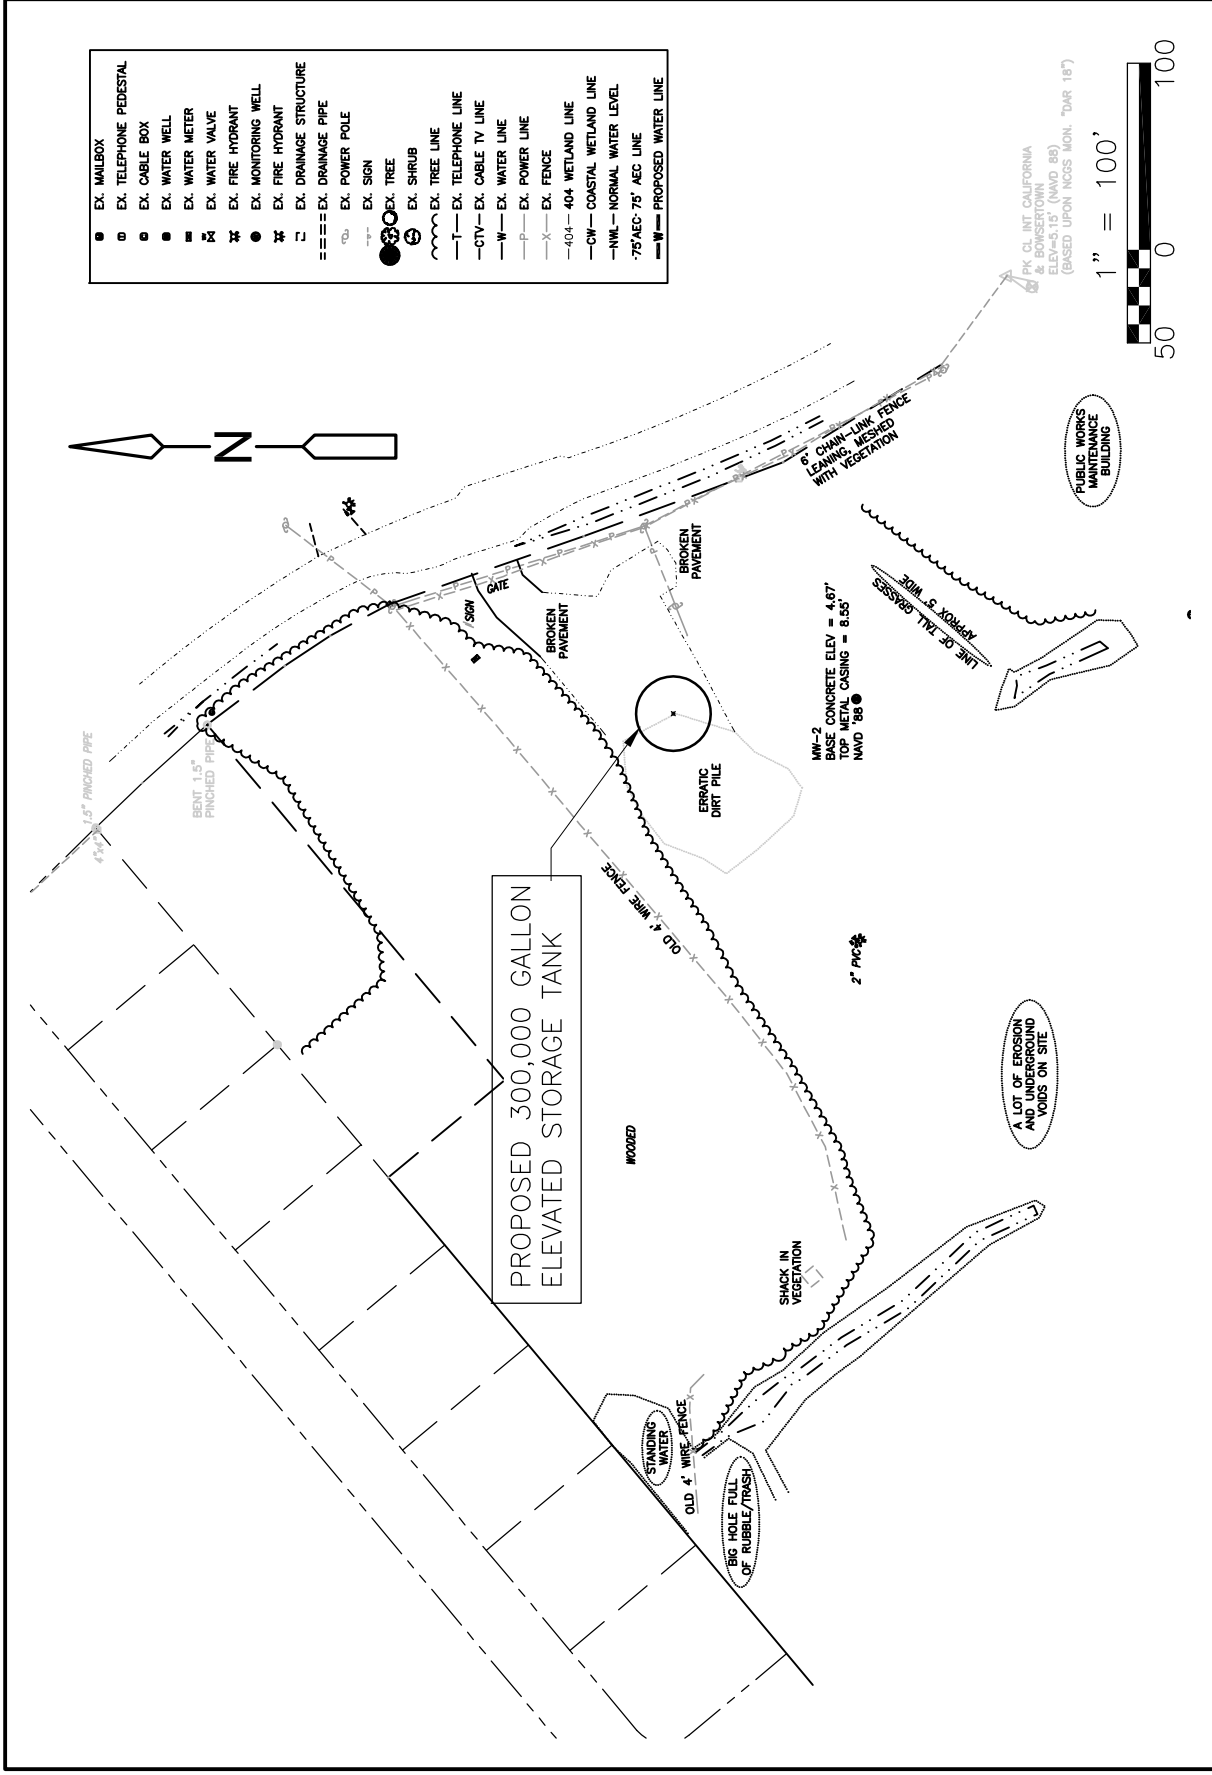 EX. MAILBOX
EX. TELEPHONE PEDESTAL
EX. CABLE BOX
EX. WATER WELL
EX. WATER METER
EX. WATER VALVE
EX. FIRE HYDRANT
EX. MONITORING WELL
EX. FIRE HYDRANT
EX. DRAINAGE STRUCTURE
EX. DRAINAGE PIPE
EX. POWER POLE
EX. SIGN
EX. TREE
EX. SHRUB
EX. TREE LINE
T EX. TELEPHONE LINE
CTV EX. CABLE TV LINE
W EX. WATER LINE
P EX. POWER LINE
X EX. FENCE
404 404 WETLAND LINE
CW COASTAL WETLAND LINE
NWL NORMAL WATER LEVEL
75'AEC 75' AEC LINE
W PROPOSED WATER LINE
N
4"x4" 1.5" PINCHED PIPE
BENT 1.5"
PINCHED PIPE
SIGN
GATE
BROKEN
PAVEMENT
BROKEN
PAVEMENT
6' CHAIN-LINK FENCE
LEANING, MESHED
WITH VEGETATION
PK CL INT CALIFORNIA
& BOWSERTOWN
ELEV=5.15' (NAVD 88)
(BASED UPON NCGS MON. "DAR 18")
1" = 100'
50 0 100
PUBLIC WORKS
MAINTENANCE
BUILDING
LINE OF TALL GRASSES
APPROX 5' WIDE
MW-2
BASE CONCRETE ELEV = 4.67'
TOP METAL CASING = 8.55'
NAVD '88
ERRATIC
DIRT PILE
OLD 4' WIRE FENCE
PROPOSED 300,000 GALLON
ELEVATED STORAGE TANK
2" PVC
WOODED
A LOT OF EROSION
AND UNDERGROUND
VOIDS ON SITE
SHACK IN
VEGETATION
STANDING
WATER
OLD 4' WIRE FENCE
BIG HOLE FULL
OF RUBBLE/TRASH